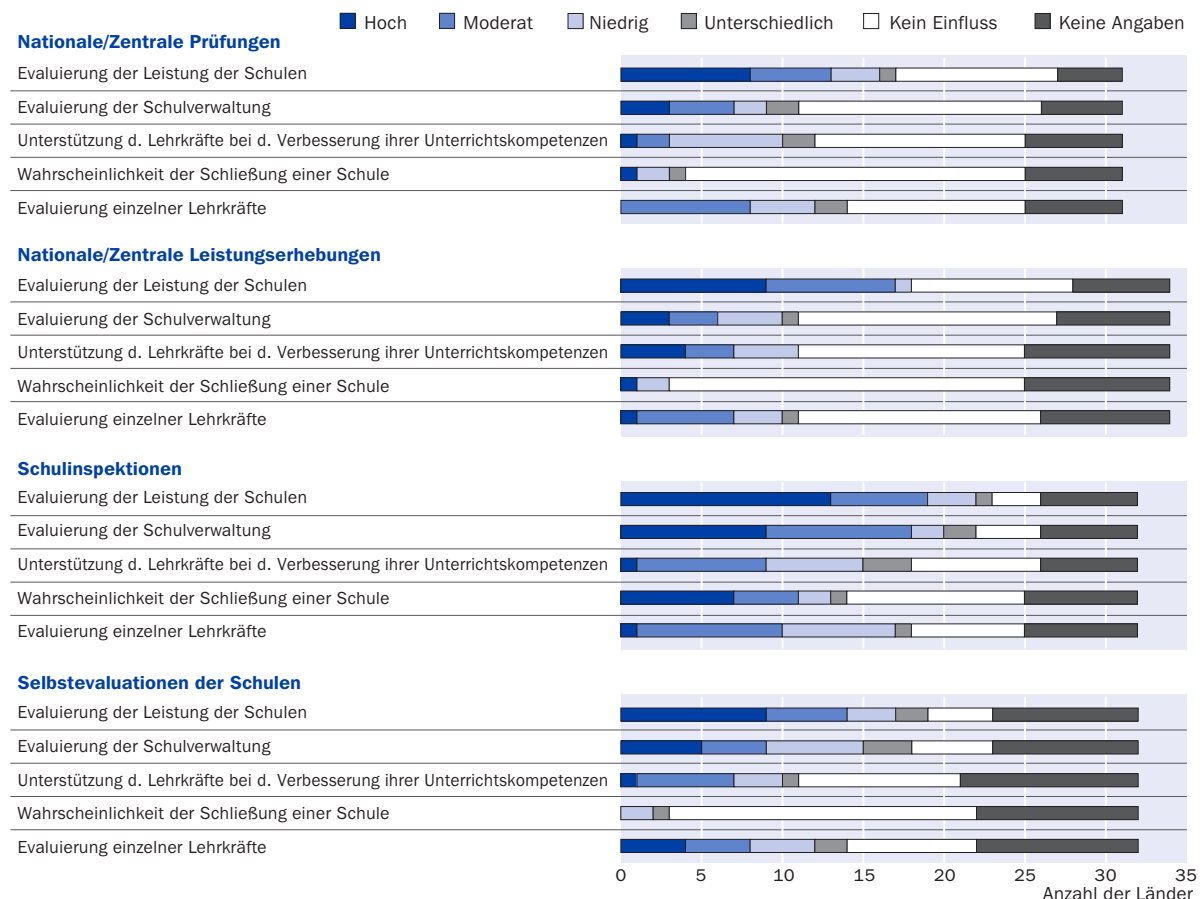 Hoch Moderat Niedrig Unterschiedlich Kein Einfluss Keine Angaben
Nationale/Zentrale Prüfungen
Evaluierung der Leistung der Schulen
Evaluierung der Schulverwaltung
Unterstützung d. Lehrkräfte bei d. Verbesserung ihrer Unterrichtskompetenzen
Wahrscheinlichkeit der Schließung einer Schule
Evaluierung einzelner Lehrkräfte
Nationale/Zentrale Leistungserhebungen
Evaluierung der Leistung der Schulen
Evaluierung der Schulverwaltung
Unterstützung d. Lehrkräfte bei d. Verbesserung ihrer Unterrichtskompetenzen
Wahrscheinlichkeit der Schließung einer Schule
Evaluierung einzelner Lehrkräfte
Schulinspektionen
Evaluierung der Leistung der Schulen
Evaluierung der Schulverwaltung
Unterstützung d. Lehrkräfte bei d. Verbesserung ihrer Unterrichtskompetenzen
Wahrscheinlichkeit der Schließung einer Schule
Evaluierung einzelner Lehrkräfte
Selbstevaluationen der Schulen
Evaluierung der Leistung der Schulen
Evaluierung der Schulverwaltung
Unterstützung d. Lehrkräfte bei d. Verbesserung ihrer Unterrichtskompetenzen
Wahrscheinlichkeit der Schließung einer Schule
Evaluierung einzelner Lehrkräfte
0 5 10 15 20 25 30 35
Anzahl der Länder